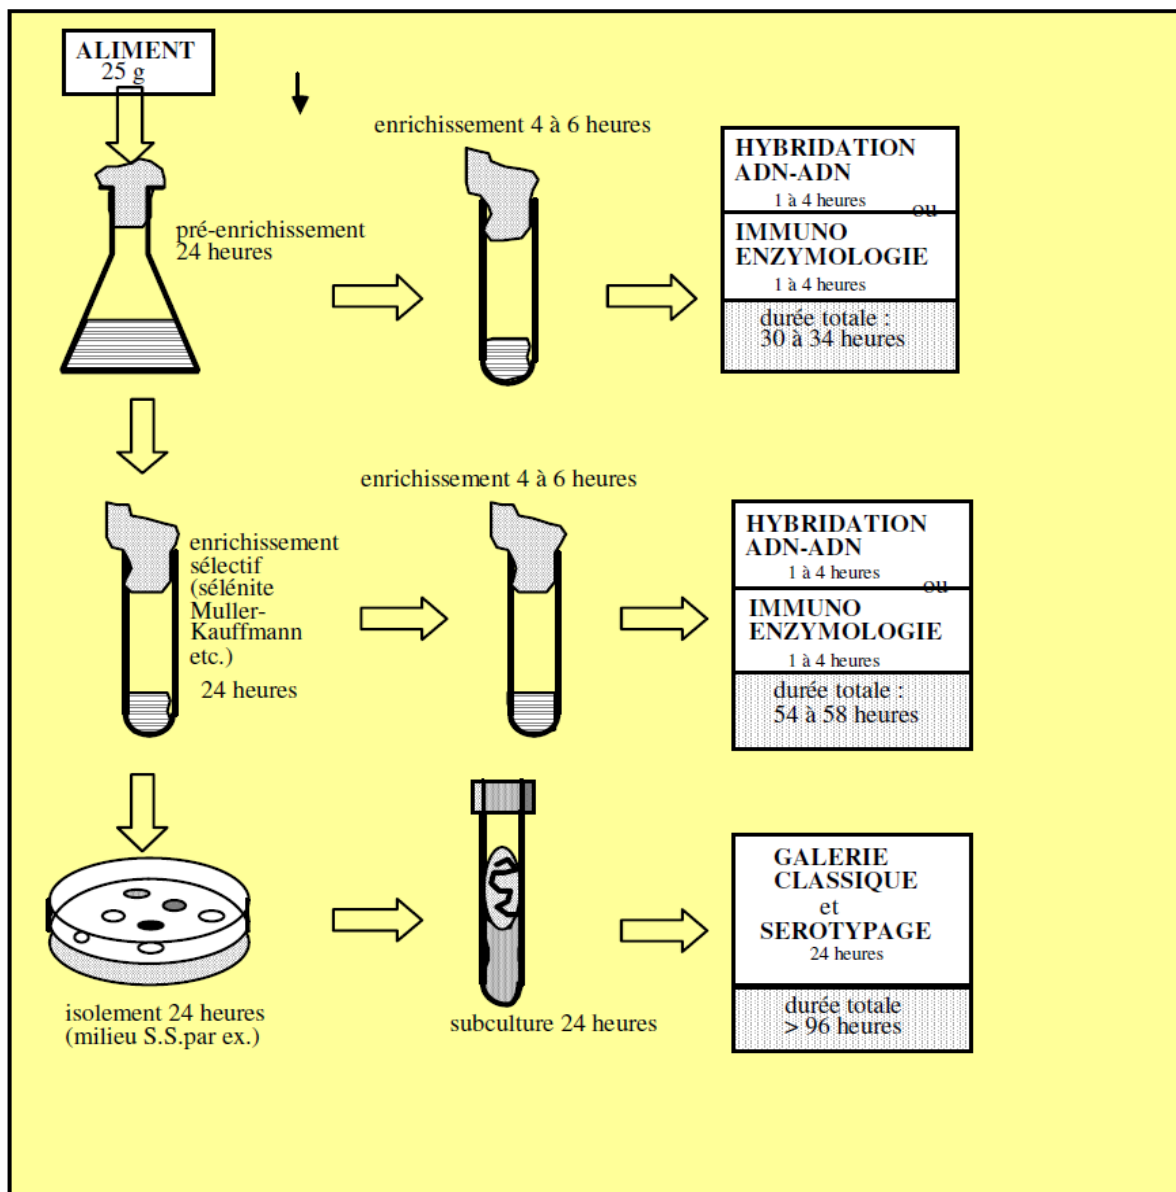 ALIMENT
25 g
enrichissement 4 à 6 heures
pré-enrichissement
24 heures
HYBRIDATION
ADN-ADN
1 à 4 heures
ou
IMMUNO
ENZYMOLOGIE
1 à 4 heures
durée totale :
30 à 34 heures
enrichissement 4 à 6 heures
enrichissement
sélectif
(sélénite
Muller-
Kauffmann
etc.)
24 heures
HYBRIDATION
ADN-ADN
1 à 4 heures
ou
IMMUNO
ENZYMOLOGIE
1 à 4 heures
durée totale :
54 à 58 heures
isolement 24 heures
(milieu S.S.par ex.)
subculture 24 heures
GALERIE
CLASSIQUE
et
SEROTYPAGE
24 heures
durée totale
> 96 heures